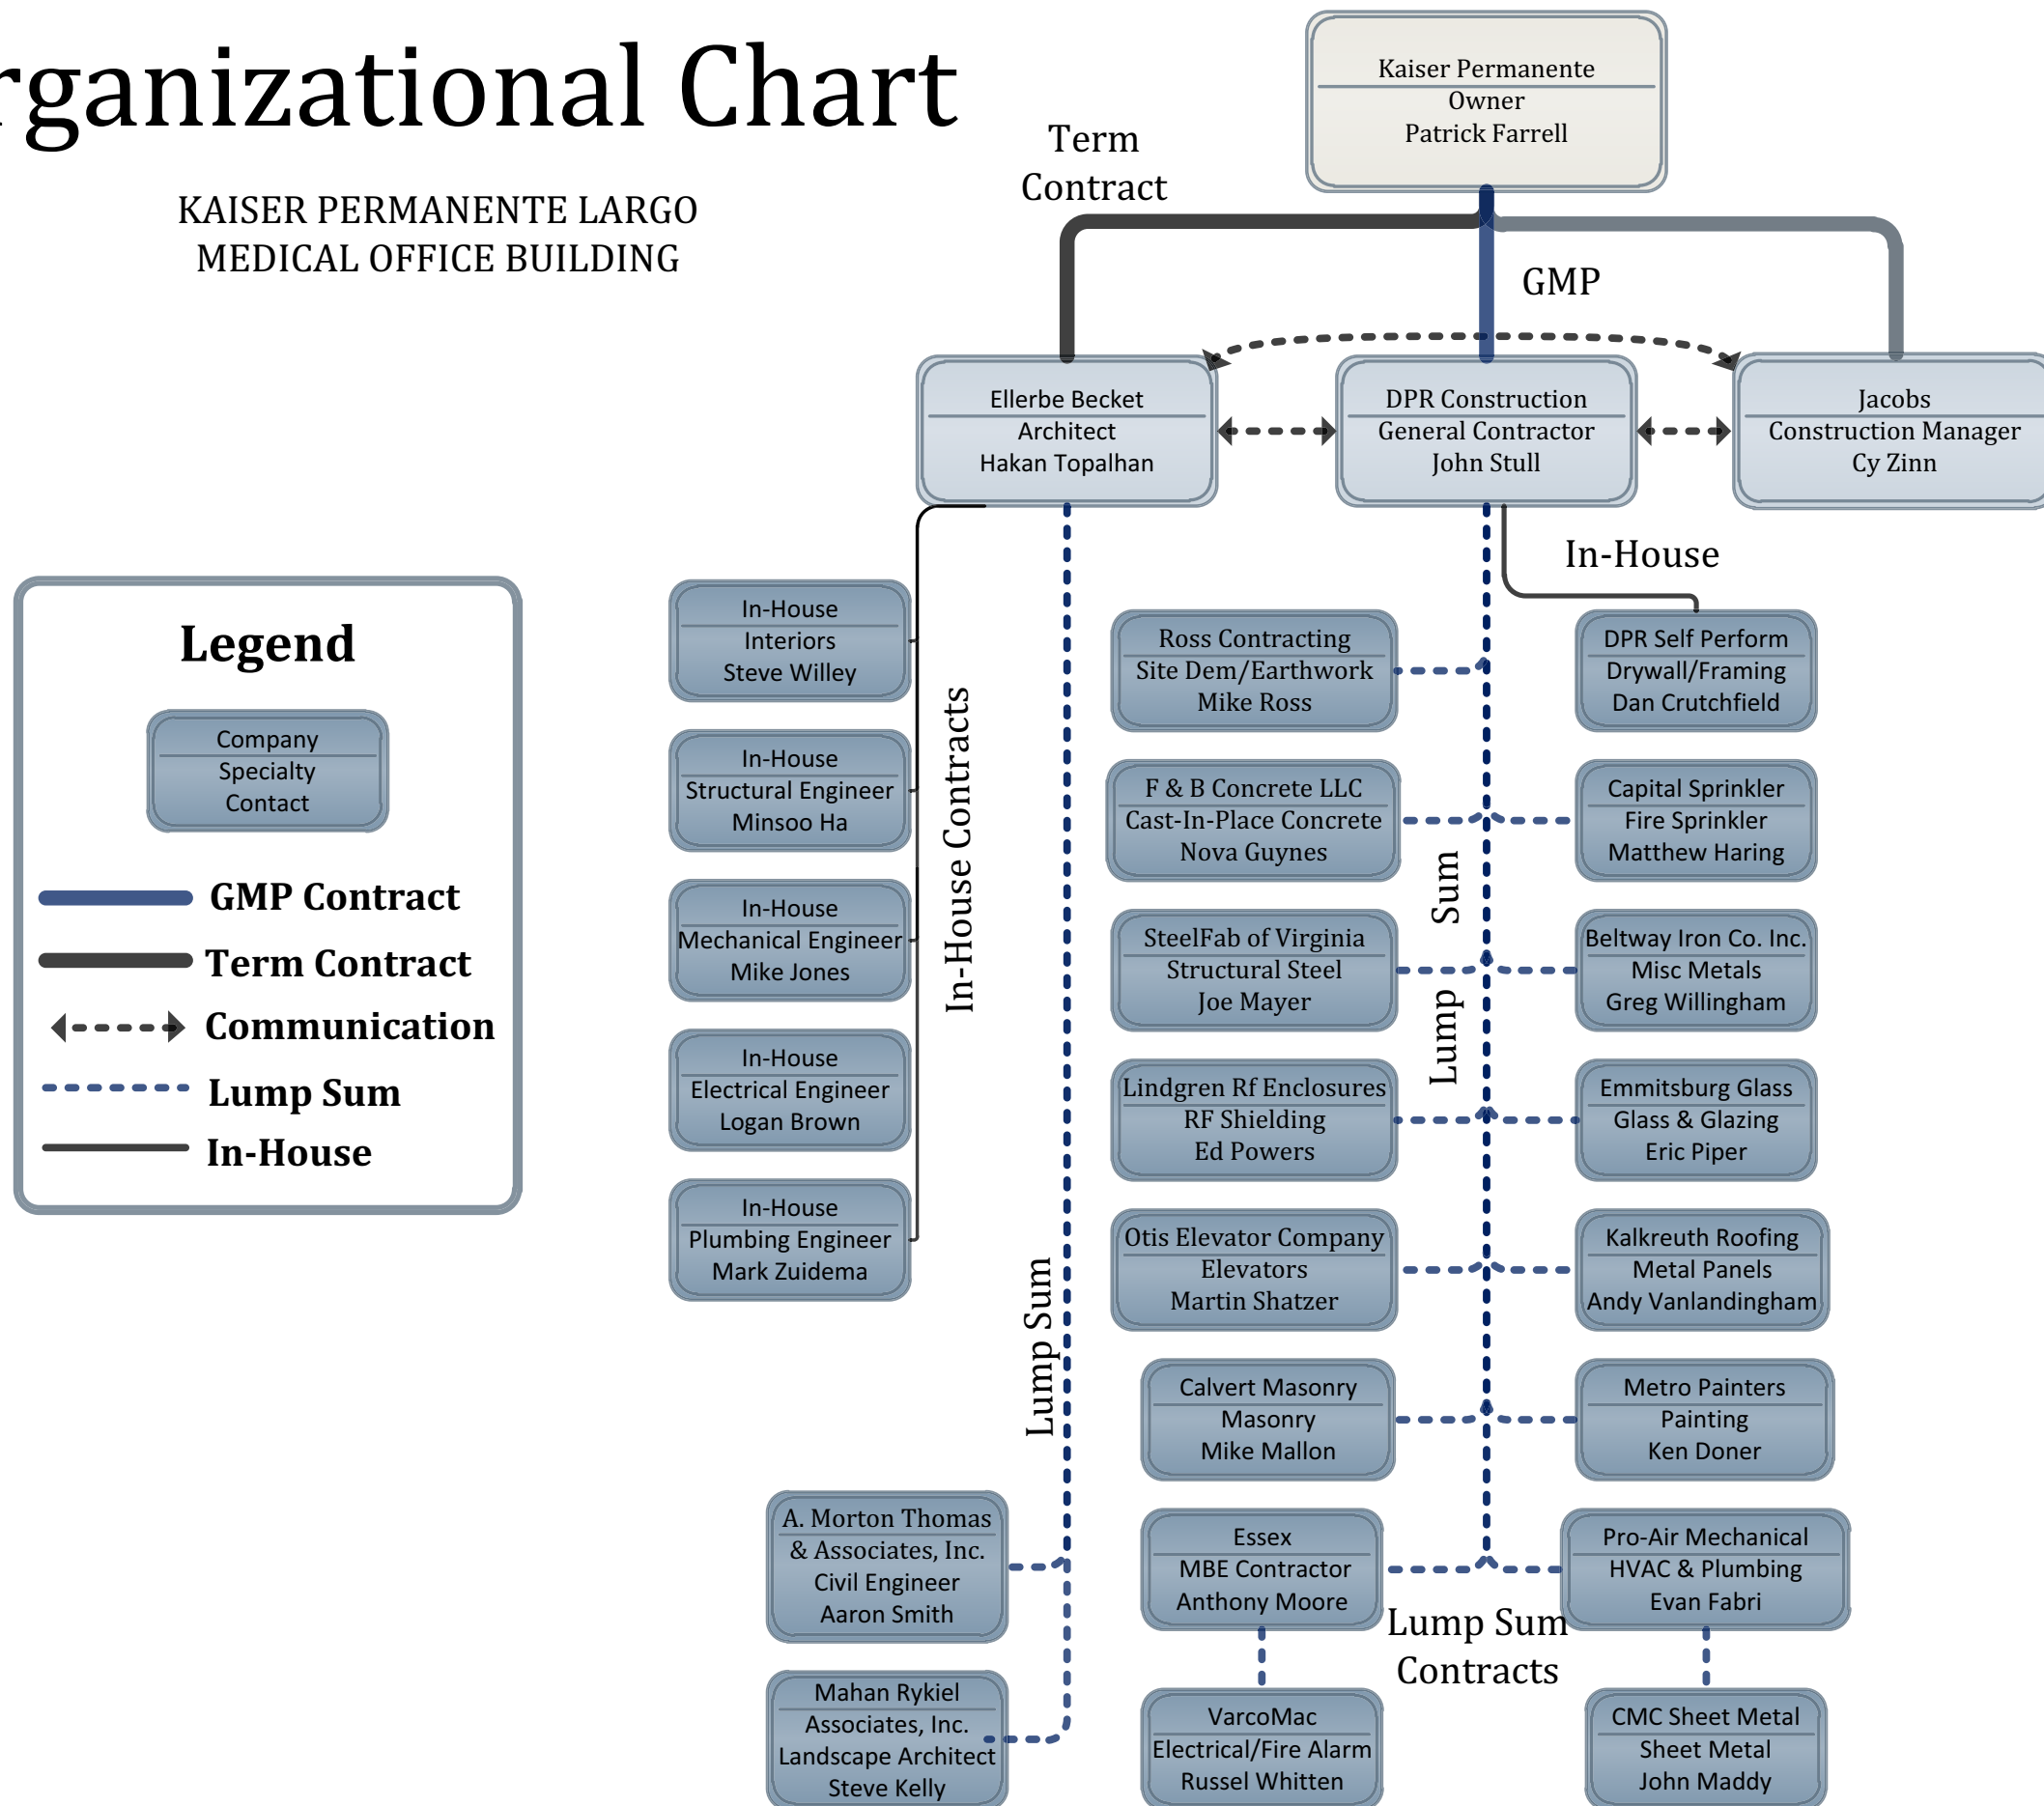 rganizational Chart
KAISER PERMANENTE LARGO
MEDICAL OFFICE BUILDING
Kaiser Permanente
Owner
Patrick Farrell
Term
Contract
GMP
Ellerbe Becket
Architect
Hakan Topalhan
DPR Construction
General Contractor
John Stull
Jacobs
Construction Manager
Cy Zinn
In-House
Legend
Company
Specialty
Contact
GMP Contract
Term Contract
Communication
Lump Sum
In-House
In-House
Interiors
Steve Willey
In-House
Structural Engineer
Minsoo Ha
In-House
Mechanical Engineer
Mike Jones
In-House
Electrical Engineer
Logan Brown
In-House
Plumbing Engineer
Mark Zuidema
In-House Contracts
Lump Sum
A. Morton Thomas
& Associates, Inc.
Civil Engineer
Aaron Smith
Mahan Rykiel
Associates, Inc.
Landscape Architect
Steve Kelly
Ross Contracting
Site Dem/Earthwork
Mike Ross
DPR Self Perform
Drywall/Framing
Dan Crutchfield
F & B Concrete LLC
Cast-In-Place Concrete
Nova Guynes
Capital Sprinkler
Fire Sprinkler
Matthew Haring
Lump Sum
SteelFab of Virginia
Structural Steel
Joe Mayer
Beltway Iron Co. Inc.
Misc Metals
Greg Willingham
Lindgren Rf Enclosures
RF Shielding
Ed Powers
Emmitsburg Glass
Glass & Glazing
Eric Piper
Otis Elevator Company
Elevators
Martin Shatzer
Kalkreuth Roofing
Metal Panels
Andy Vanlandingham
Calvert Masonry
Masonry
Mike Mallon
Metro Painters
Painting
Ken Doner
Essex
MBE Contractor
Anthony Moore
Pro-Air Mechanical
HVAC & Plumbing
Evan Fabri
Lump Sum
Contracts
VarcoMac
Electrical/Fire Alarm
Russel Whitten
CMC Sheet Metal
Sheet Metal
John Maddy